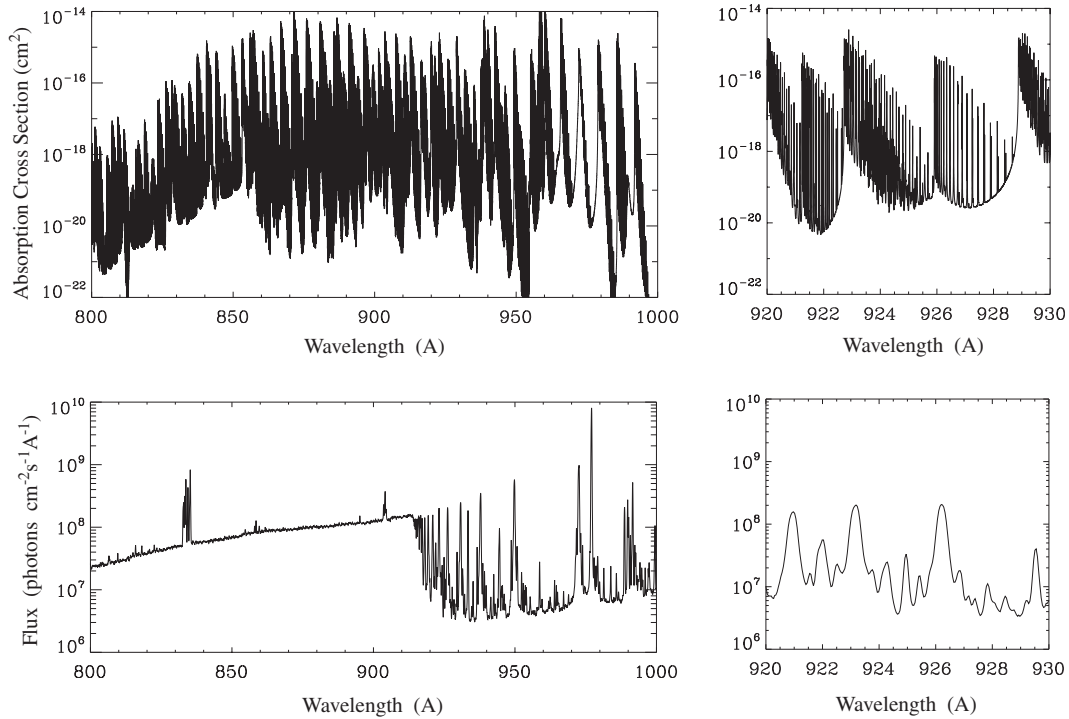 Absorption Cross Section (cm²)
10⁻¹⁴
10⁻¹⁶
10⁻¹⁸
10⁻²⁰
10⁻²²
800 850 900 950 1000
Wavelength (A)
10⁻¹⁴
10⁻¹⁶
10⁻¹⁸
10⁻²⁰
10⁻²²
920 922 924 926 928 930
Wavelength (A)
Flux (photons cm⁻²s⁻¹A⁻¹)
10¹⁰
10⁹
10⁸
10⁷
10⁶
800 850 900 950 1000
Wavelength (A)
10¹⁰
10⁹
10⁸
10⁷
10⁶
920 922 924 926 928 930
Wavelength (A)